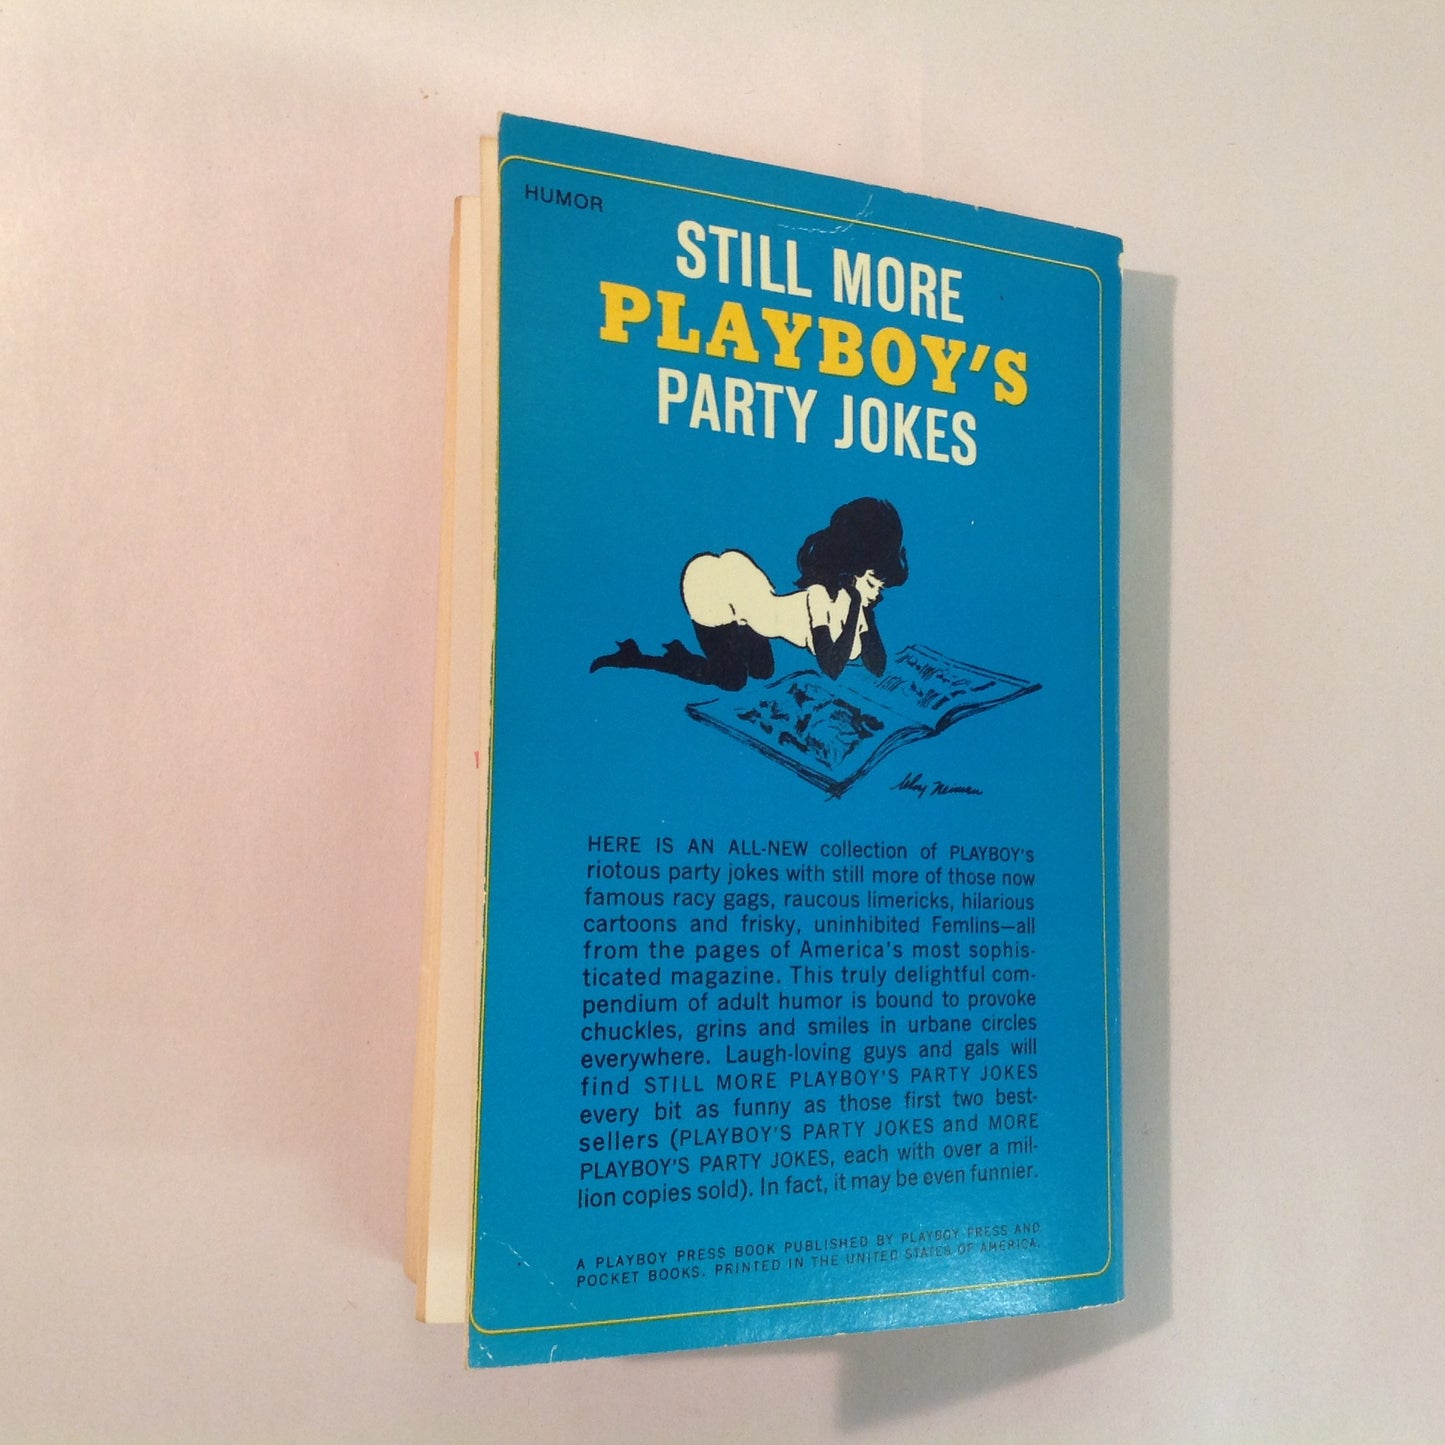 HUMOR
STILL MORE
PLAYBOY'S
PARTY JOKES
LeRoy Neiman
HERE IS AN ALL-NEW collection of PLAYBOY'S
riotous party jokes with still more of those now
famous racy gags, raucous limericks, hilarious
cartoons and frisky, uninhibited Femlins—all
from the pages of America's most sophis-
ticated magazine. This truly delightful com-
pendium of adult humor is bound to provoke
chuckles, grins and smiles in urbane circles
everywhere. Laugh-loving guys and gals will
find STILL MORE PLAYBOY'S PARTY JOKES
every bit as funny as those first two best-
sellers (PLAYBOY'S PARTY JOKES and MORE
PLAYBOY'S PARTY JOKES, each with over a mil-
lion copies sold). In fact, it may be even funnier.
A PLAYBOY PRESS BOOK PUBLISHED BY PLAYBOY PRESS AND
POCKET BOOKS. PRINTED IN THE UNITED STATES OF AMERICA.